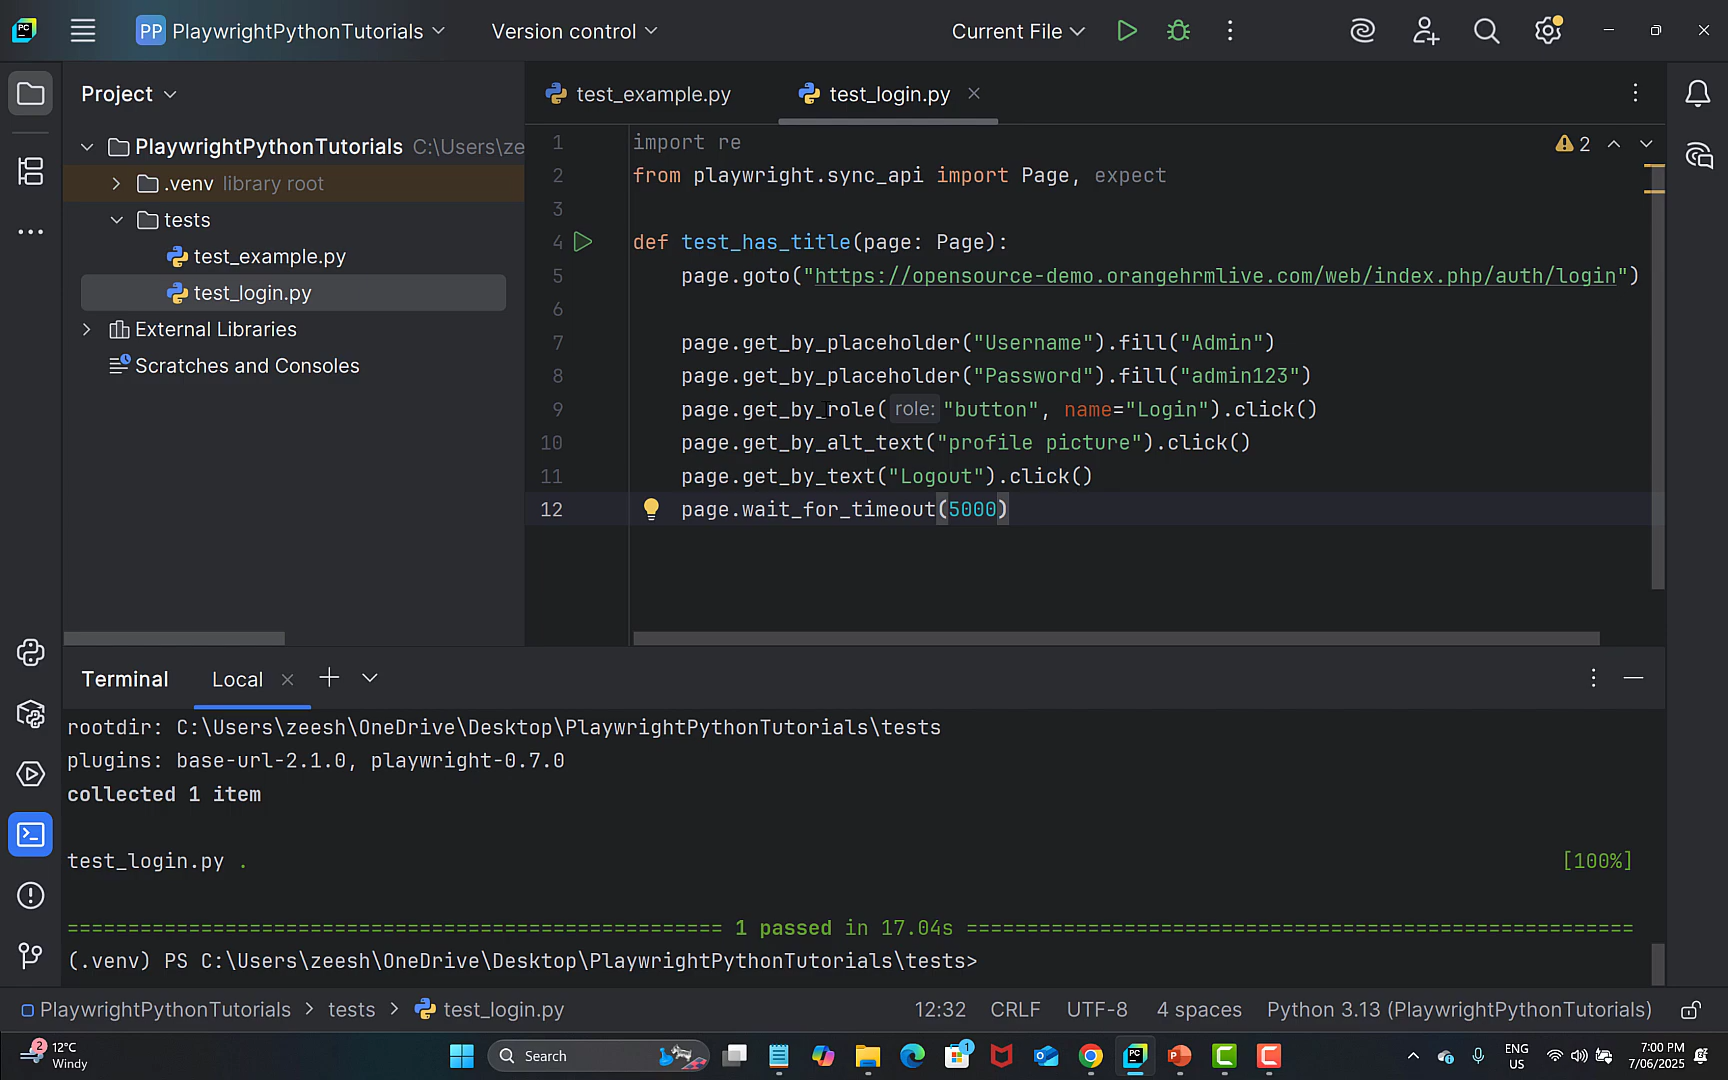 PC
PP PlaywrightPythonTutorials
Version control
Current File
Project
test_example.py
test_login.py
PlaywrightPythonTutorials C:\Users\ze
.venv library root
tests
test_example.py
test_login.py
External Libraries
Scratches and Consoles
2
1 import re
2 from playwright.sync_api import Page, expect
3
4 def test_has_title(page: Page):
5 page.goto("https://opensource-demo.orangehrmlive.com/web/index.php/auth/login")
6
7 page.get_by_placeholder("Username").fill("Admin")
8 page.get_by_placeholder("Password").fill("admin123")
9 page.get_by_role( role: "button", name="Login").click()
10 page.get_by_alt_text("profile picture").click()
11 page.get_by_text("Logout").click()
12 page.wait_for_timeout(5000)
Terminal
Local
rootdir: C:\Users\zeesh\OneDrive\Desktop\PlaywrightPythonTutorials\tests
plugins: base-url-2.1.0, playwright-0.7.0
collected 1 item
test_login.py . [100%]
====================================================== 1 passed in 17.04s =======================================================
(.venv) PS C:\Users\zeesh\OneDrive\Desktop\PlaywrightPythonTutorials\tests>
PlaywrightPythonTutorials > tests > test_login.py
12:32
CRLF
UTF-8
4 spaces
Python 3.13 (PlaywrightPythonTutorials)
2
12°C
Windy
Search
1
PC
ENG
US
7:00 PM
7/06/2025